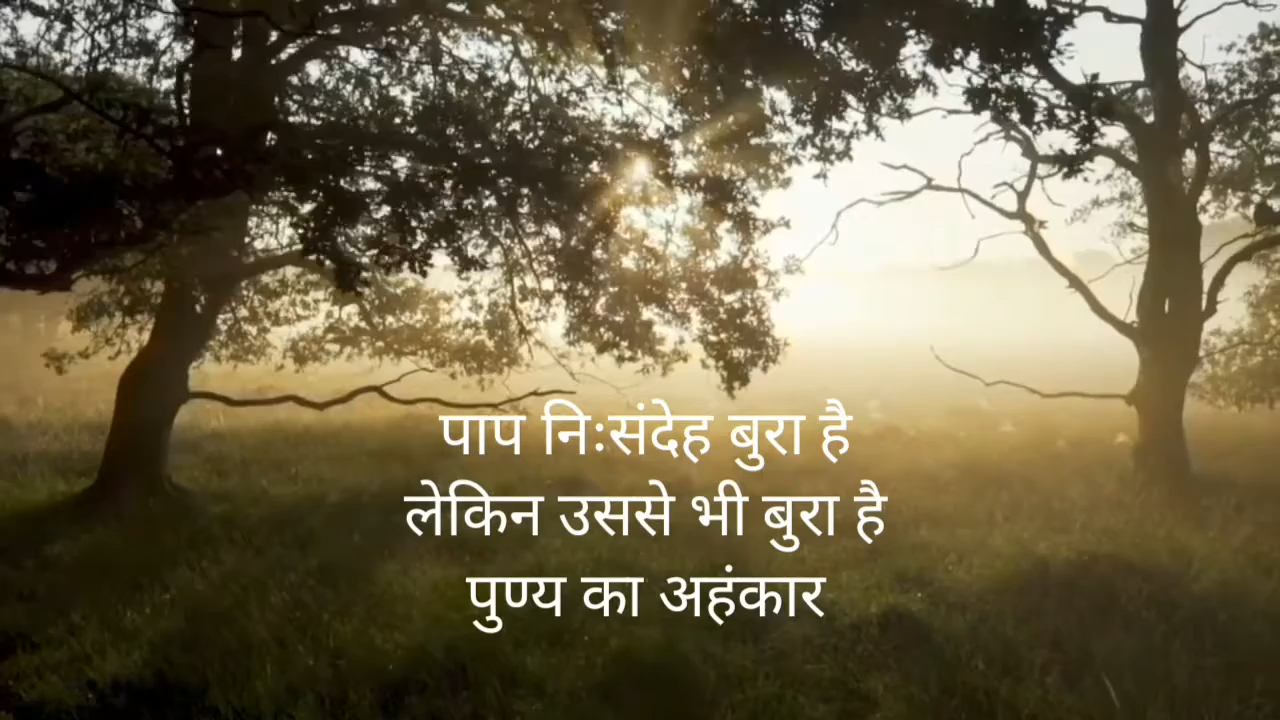 पाप निःसंदेह बुरा है
लेकिन उससे भी बुरा है
पुण्य का अहंकार